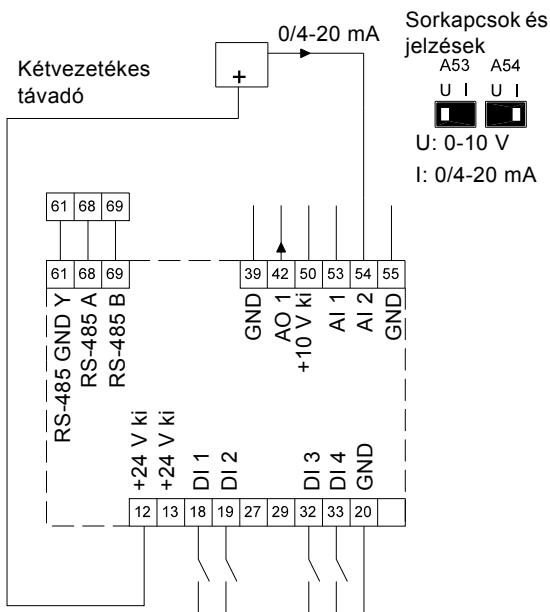 0/4-20 mA
Sorkapcsok és
jelzések
A53 A54
U I U I
U: 0-10 V
I: 0/4-20 mA
Kétvezetékes
távadó
+
61 68 69
61 68 69
39 42 50 53 54 55
RS-485 GND Y
RS-485 A
RS-485 B
GND
AO 1
+10 V ki
AI 1
AI 2
GND
+24 V ki
+24 V ki
DI 1
DI 2
DI 3
DI 4
GND
12 13 18 19 27 29 32 33 20